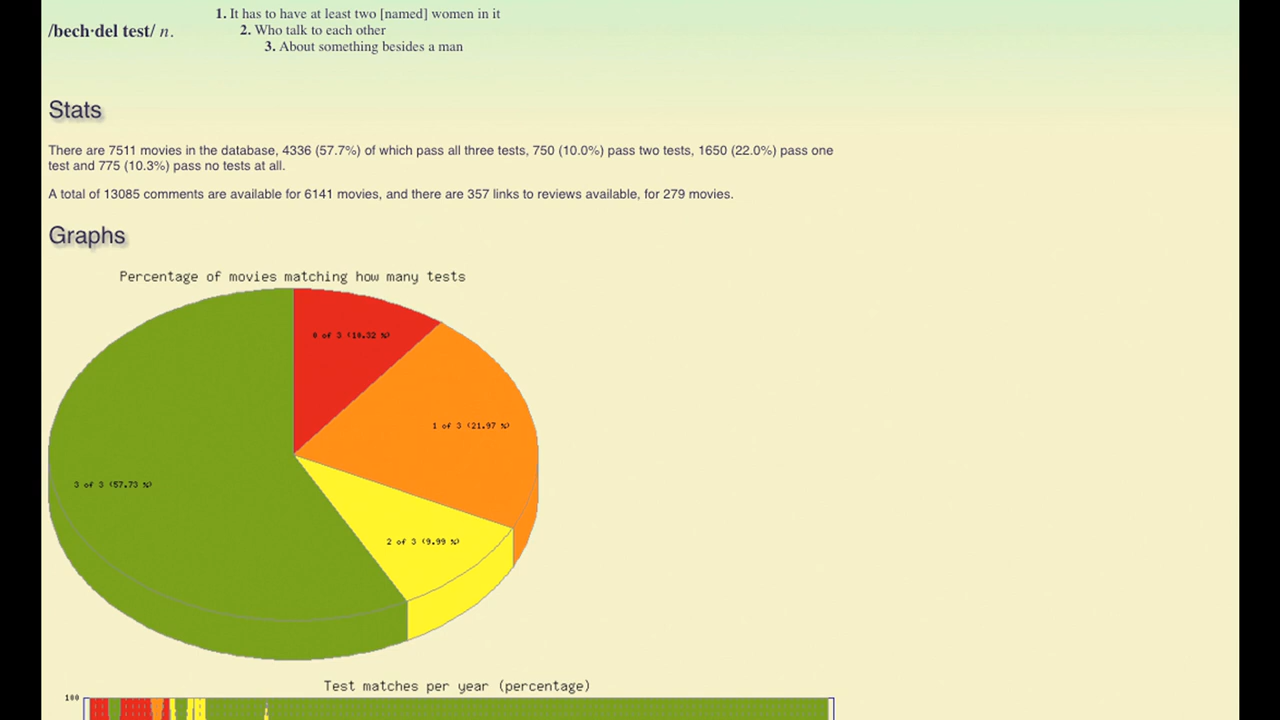 /bech·del test/ n.
1. It has to have at least two [named] women in it
2. Who talk to each other
3. About something besides a man
Stats
There are 7511 movies in the database, 4336 (57.7%) of which pass all three tests, 750 (10.0%) pass two tests, 1650 (22.0%) pass one
test and 775 (10.3%) pass no tests at all.
A total of 13085 comments are available for 6141 movies, and there are 357 links to reviews available, for 279 movies.
Graphs
Percentage of movies matching how many tests
0 of 3 (10.32 %)
1 of 3 (21.97 %)
3 of 3 (57.73 %)
2 of 3 (9.99 %)
Test matches per year (percentage)
100